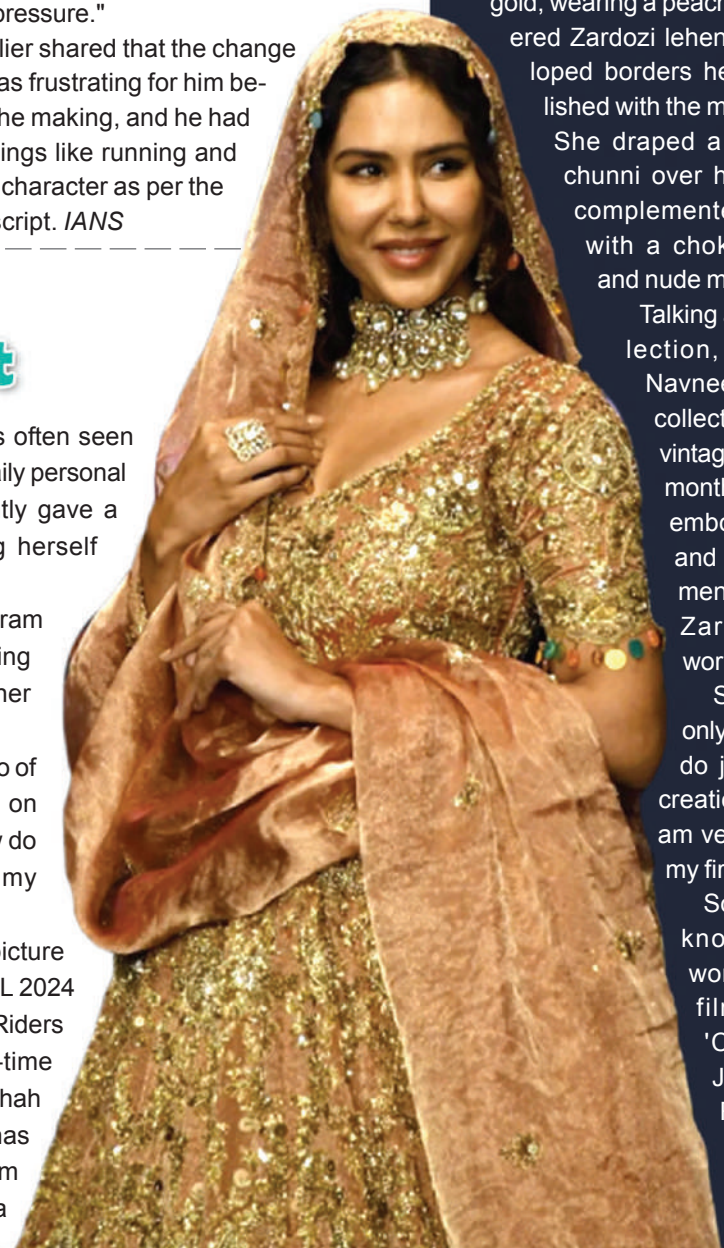 pressure."
lier shared that the change
as frustrating for him be-
he making, and he had
ings like running and
character as per the
script. IANS
t
s often seen
aily personal
tly gave a
g herself
ram
ing
her
o of
on
do
my
picture
L 2024
Riders
-time
hah
has
m
a
gold, wearing a peach
ered Zardozi lehen
loped borders he
lished with the m
She draped a
chunni over h
complemente
with a chok
and nude m
Talking
lection,
Navnee
collect
vintag
month
embo
and
men
Zar
wor
S
only
do j
creatio
am ve
my fir
So
kno
wor
film
'C
J